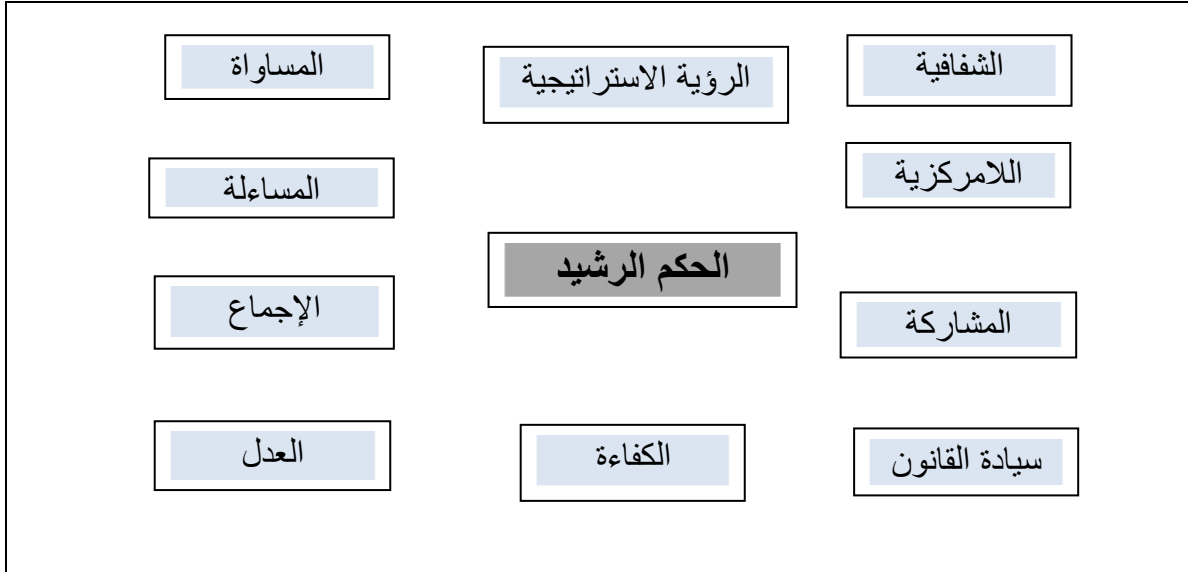 الشفافية
الرؤية الاستراتيجية
المساواة
اللامركزية
المساءلة
الحكم الرشيد
المشاركة
الإجماع
سيادة القانون
الكفاءة
العدل